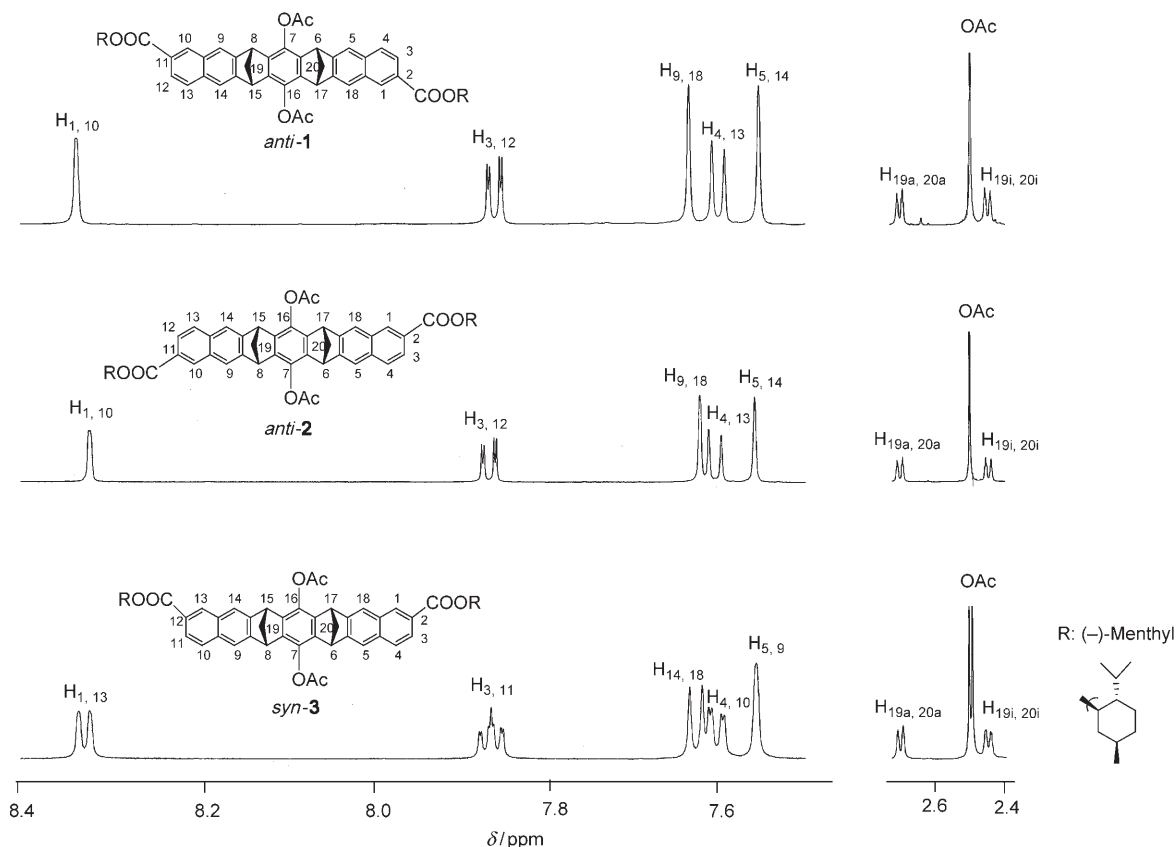 OAc
ROOC 10 9 8 7 6 5 4
11 19 20 3
12 13 14 15 16 17 18 1 2
COOR
OAc
anti-1
H1, 10
H3, 12
H9, 18
H4, 13
H5, 14
OAc
H19a, 20a
H19i, 20i
OAc
13 14 15 16 17 18 1
12 COOR
11 19 20 2
ROOC 10 9 8 7 6 5 4 3
OAc
anti-2
H1, 10
H3, 12
H9, 18
H4, 13
H5, 14
OAc
H19a, 20a
H19i, 20i
OAc
ROOC 13 14 15 16 17 18 1 COOR
12 19 20 2
11 10 9 8 7 6 5 4 3
OAc
syn-3
H1, 13
H3, 11
H14, 18
H4, 10
H5, 9
OAc
H19a, 20a
H19i, 20i
R: (–)-Menthyl
8.4 8.2 8.0 7.8 7.6 2.6 2.4
δ/ppm